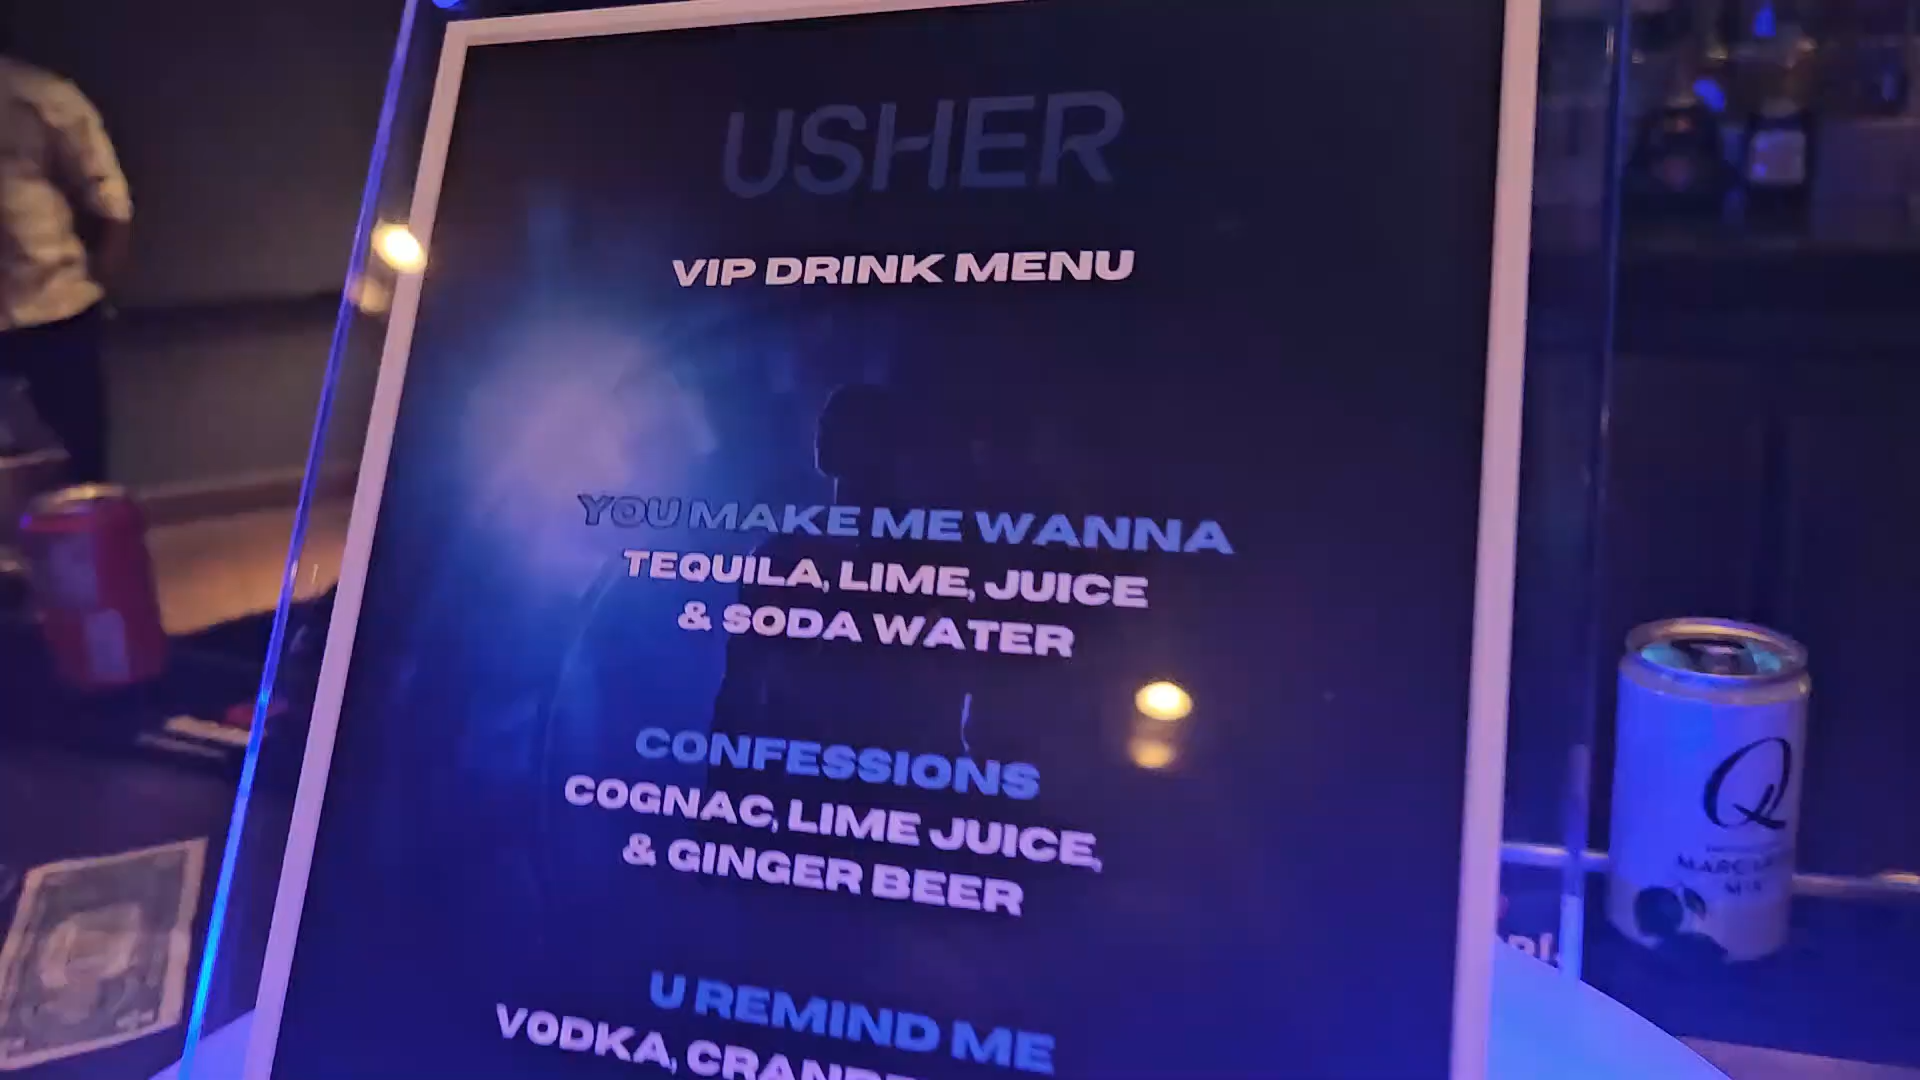 USHER
VIP DRINK MENU
YOU MAKE ME WANNA
TEQUILA, LIME, JUICE
& SODA WATER
CONFESSIONS
COGNAC, LIME JUICE,
& GINGER BEER
U REMIND ME
VODKA,
Q